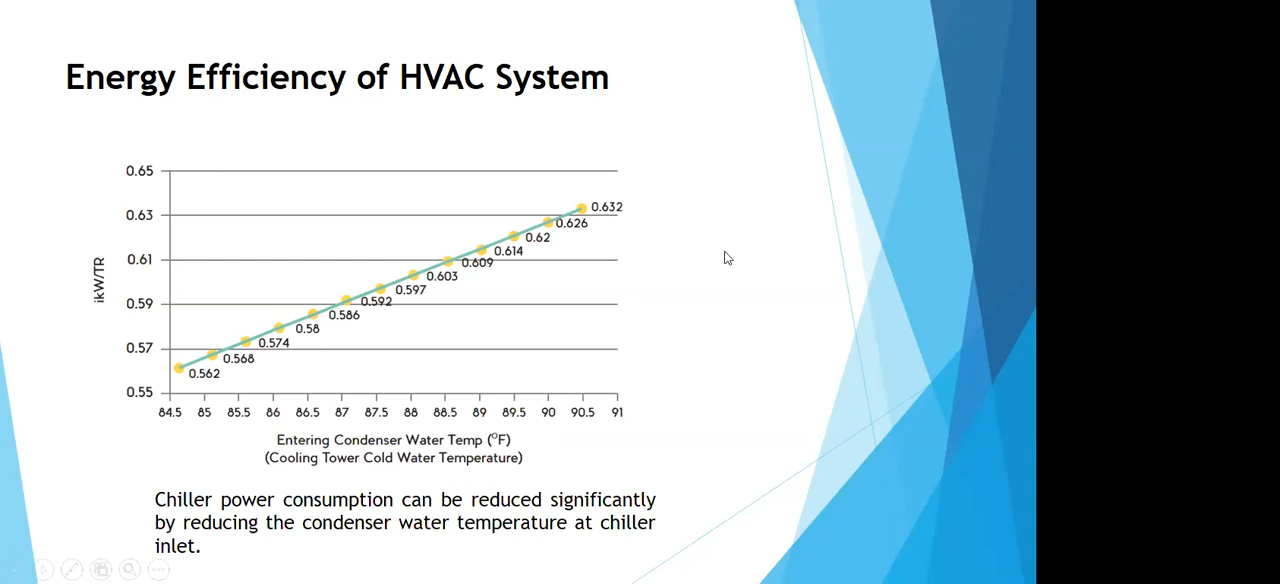 Energy Efficiency of HVAC System
0.65
0.63
0.61
0.59
0.57
0.55
ikW/TR
0.562
0.568
0.574
0.58
0.586
0.592
0.597
0.603
0.609
0.614
0.62
0.626
0.632
84.5 85 85.5 86 86.5 87 87.5 88 88.5 89 89.5 90 90.5 91
Entering Condenser Water Temp (°F)
(Cooling Tower Cold Water Temperature)
Chiller power consumption can be reduced significantly
by reducing the condenser water temperature at chiller
inlet.